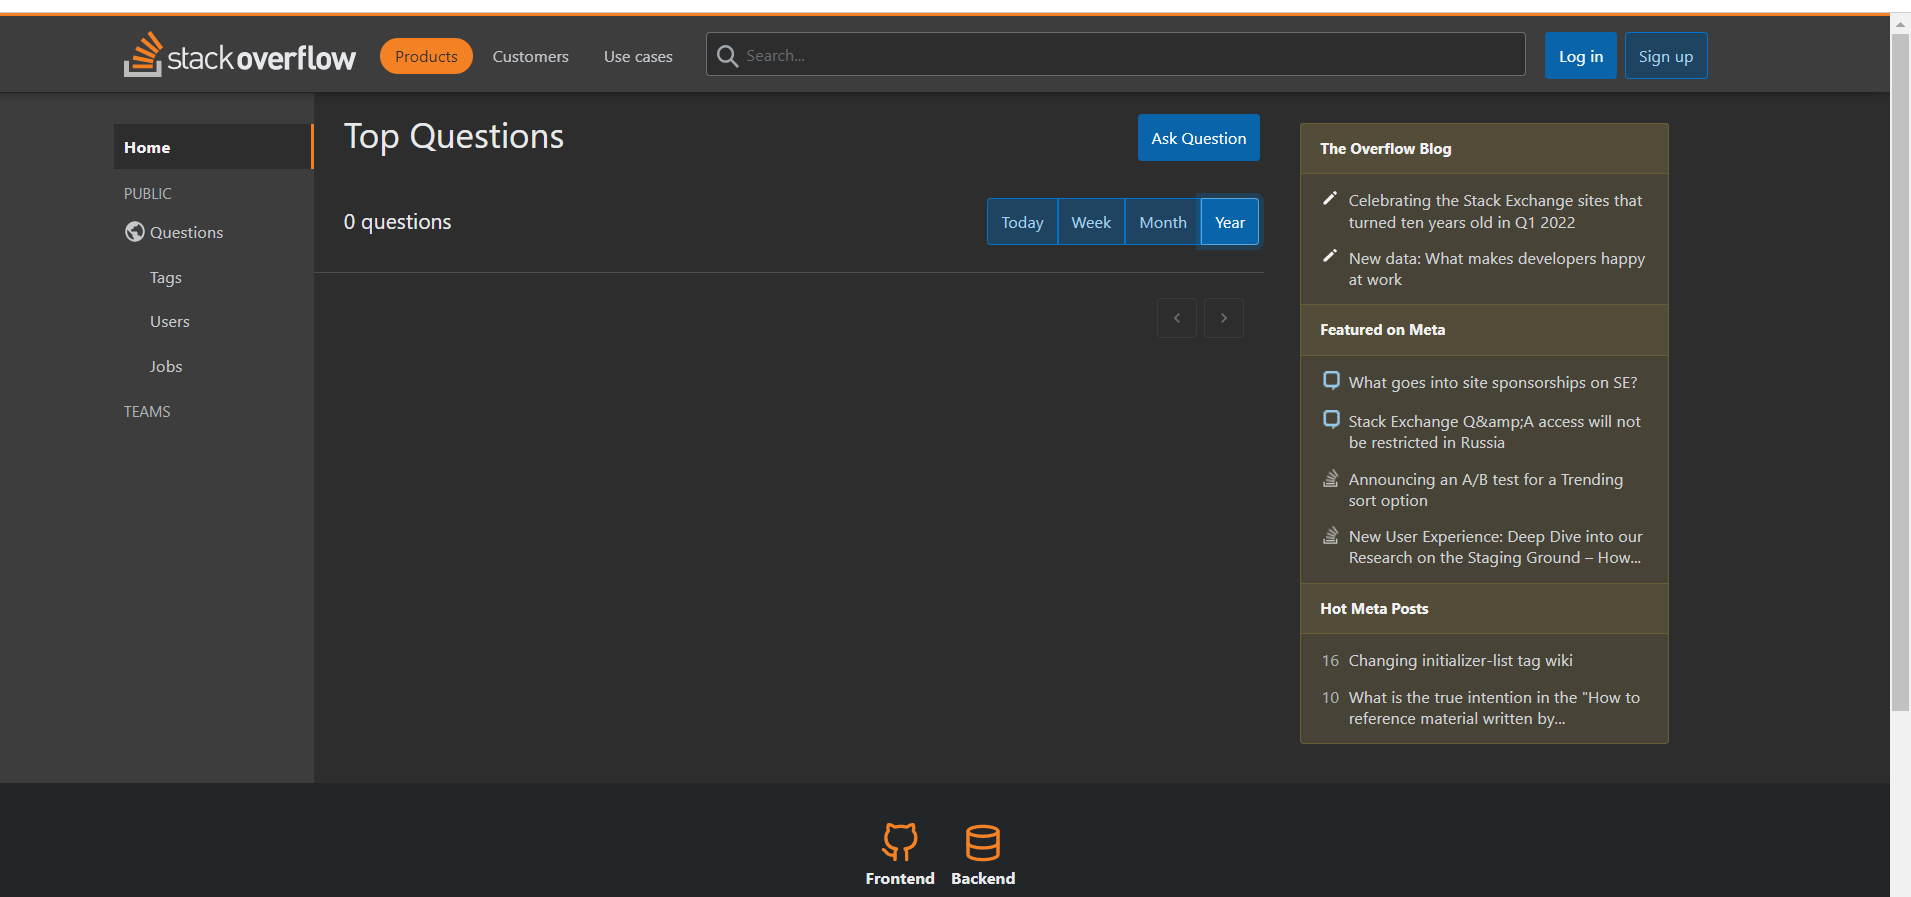 stack overflow
Products
Customers
Use cases
Search...
Log in
Sign up
Home
PUBLIC
Questions
Tags
Users
Jobs
TEAMS
Top Questions
Ask Question
0 questions
Today
Week
Month
Year
The Overflow Blog
Celebrating the Stack Exchange sites that
turned ten years old in Q1 2022
New data: What makes developers happy
at work
Featured on Meta
What goes into site sponsorships on SE?
Stack Exchange Q&amp;A access will not
be restricted in Russia
Announcing an A/B test for a Trending
sort option
New User Experience: Deep Dive into our
Research on the Staging Ground – How...
Hot Meta Posts
16 Changing initializer-list tag wiki
10 What is the true intention in the "How to
reference material written by...
Frontend
Backend